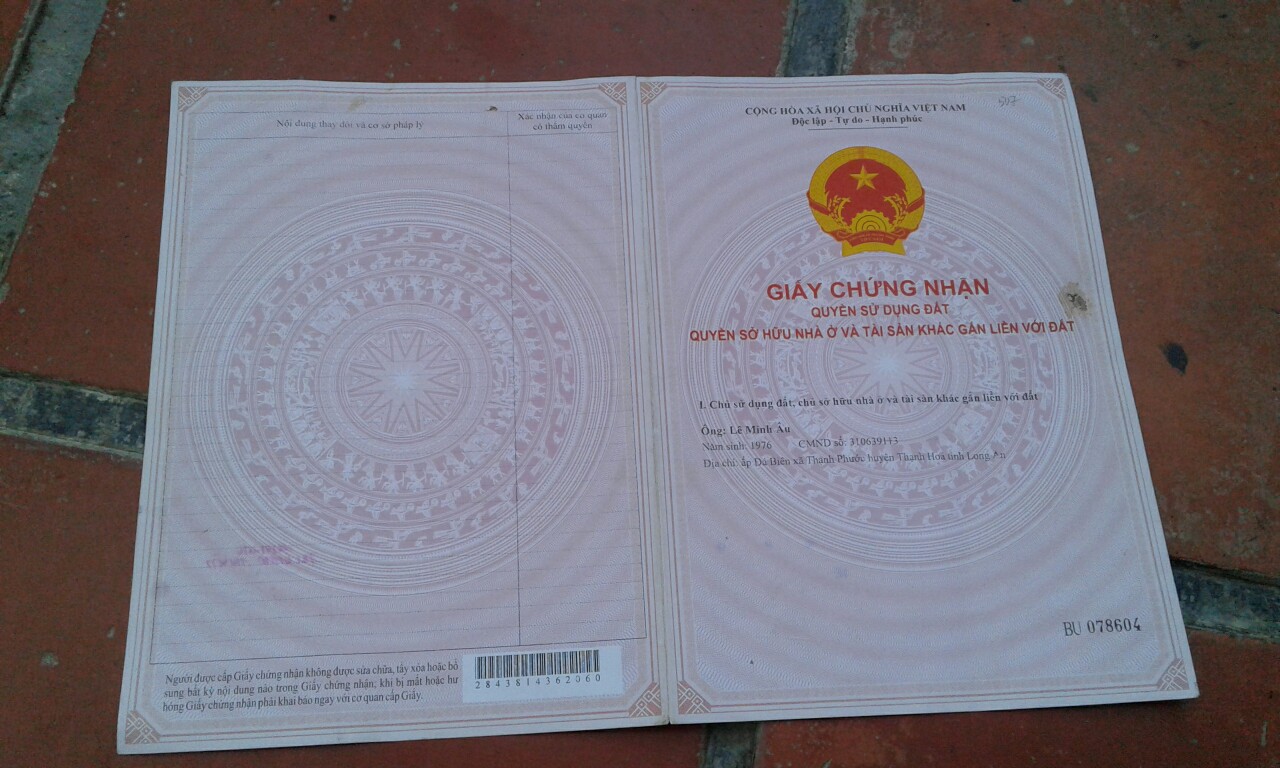 Nội dung thay đổi và cơ sở pháp lý
Xác nhận của cơ quan
có thẩm quyền
Người được cấp Giấy chứng nhận không được sửa chữa, tẩy xóa hoặc bổ
sung bất kỳ nội dung nào trong Giấy chứng nhận; khi bị mất hoặc hư
hỏng Giấy chứng nhận phải khai báo ngay với cơ quan cấp Giấy.
2843814362060
507
CỘNG HÒA XÃ HỘI CHỦ NGHĨA VIỆT NAM
Độc lập - Tự do - Hạnh phúc
GIẤY CHỨNG NHẬN
QUYỀN SỬ DỤNG ĐẤT
QUYỀN SỞ HỮU NHÀ Ở VÀ TÀI SẢN KHÁC GẮN LIỀN VỚI ĐẤT
I. Chủ sử dụng đất, chủ sở hữu nhà ở và tài sản khác gắn liền với đất
Ông: Lê Minh Âu
Năm sinh: 1976 CMND số: 310639113
Địa chỉ: ấp Đá Biên xã Thạnh Phước huyện Thạnh Hoá tỉnh Long An
BU 078604